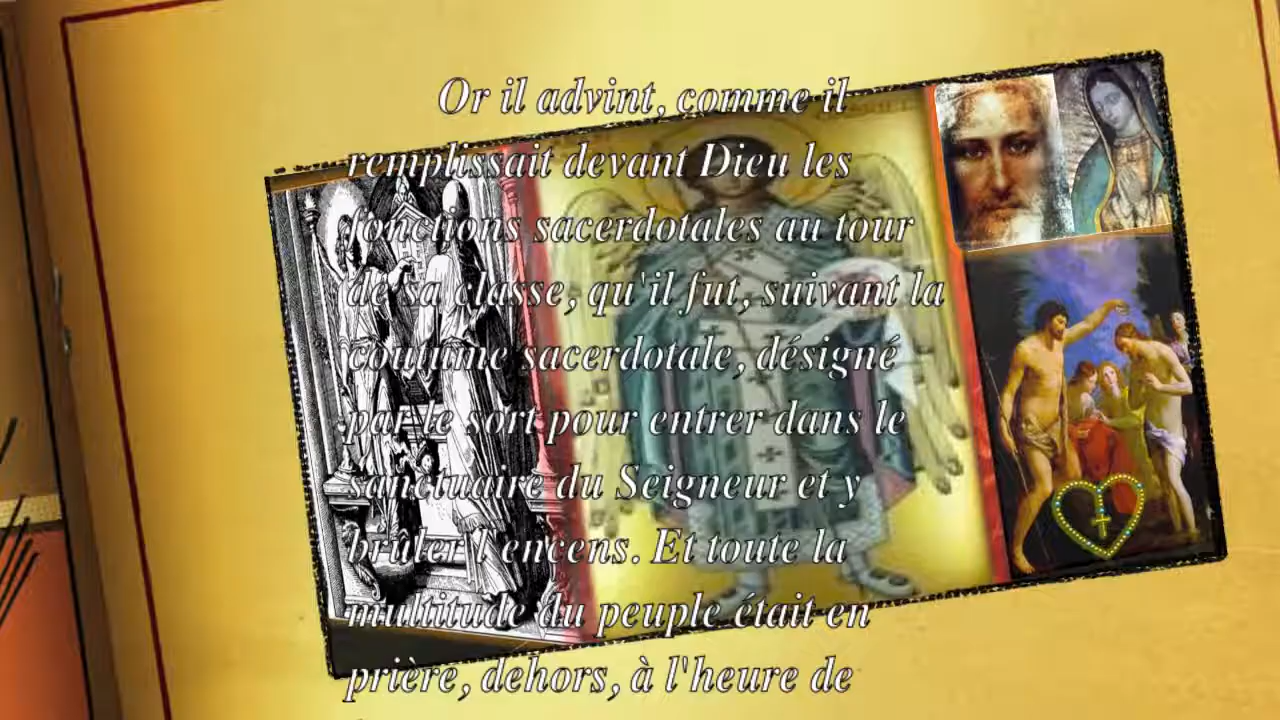 Or il advint, comme il
remplissait devant Dieu les
fonctions sacerdotales au tour
de sa classe, qu'il fut, suivant la
coutume sacerdotale, désigné
par le sort pour entrer dans le
sanctuaire du Seigneur et y
brûler l'encens. Et toute la
multitude du peuple était en
prière, dehors, à l'heure de